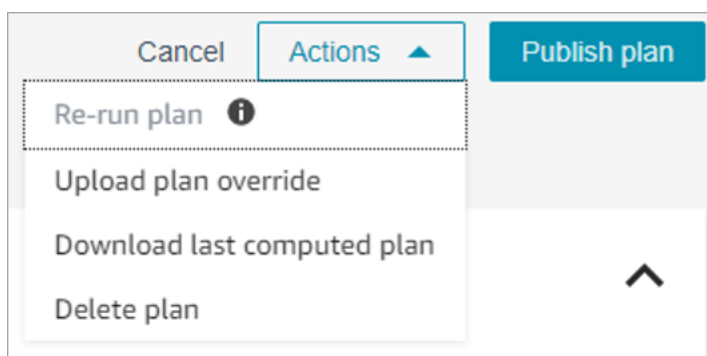 Cancel Actions Publish plan
Re-run plan
Upload plan override
Download last computed plan
Delete plan